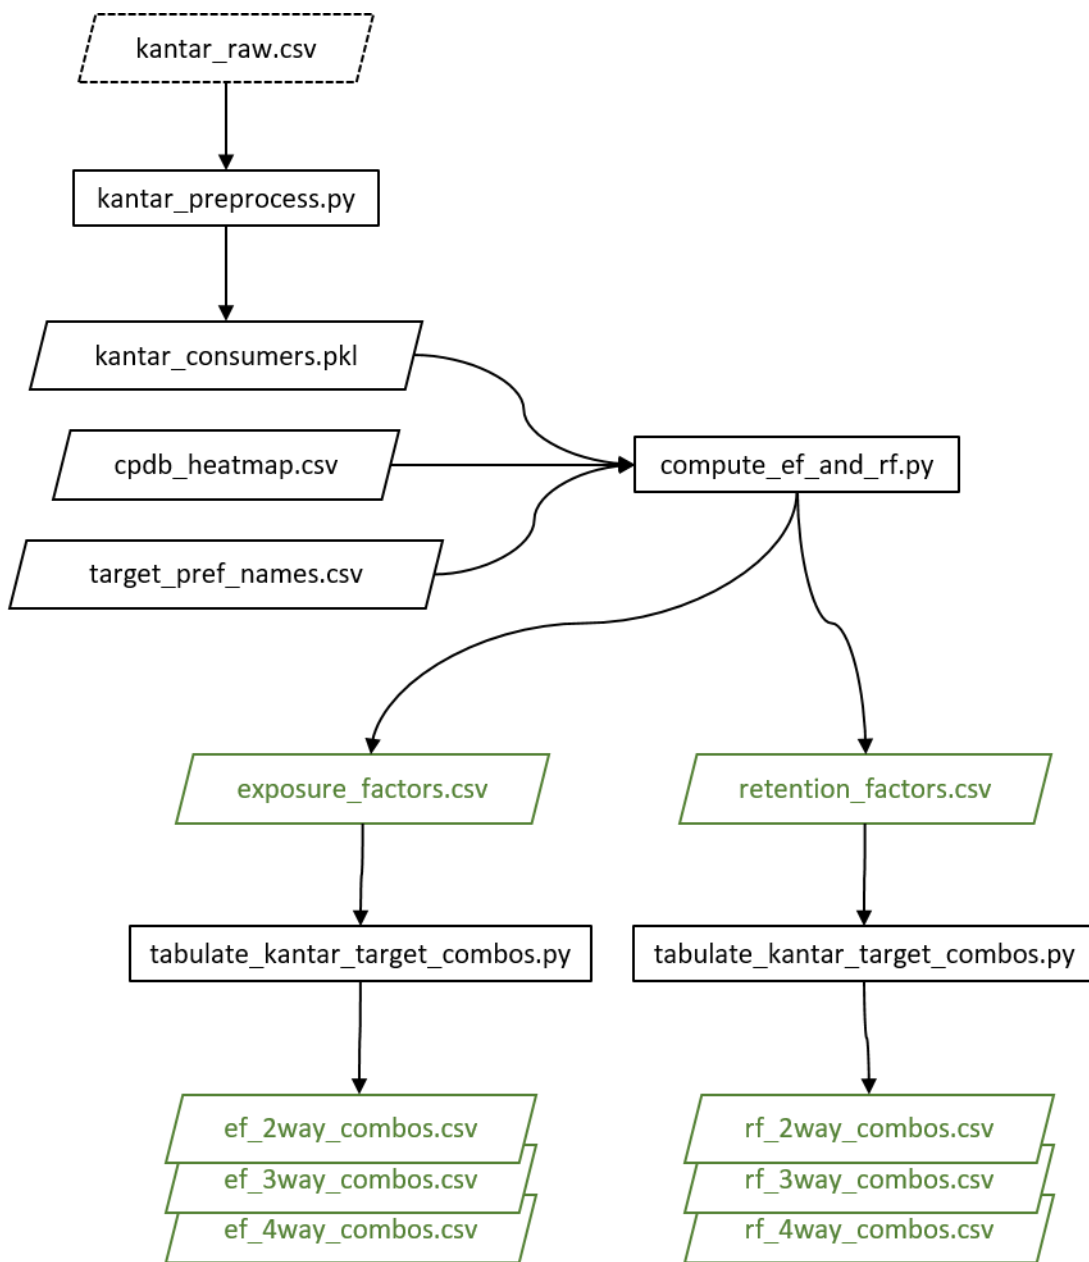 kantar_raw.csv
kantar_preprocess.py
kantar_consumers.pkl
cpdb_heatmap.csv
compute_ef_and_rf.py
target_pref_names.csv
exposure_factors.csv
retention_factors.csv
tabulate_kantar_target_combos.py
tabulate_kantar_target_combos.py
ef_2way_combos.csv
ef_3way_combos.csv
ef_4way_combos.csv
rf_2way_combos.csv
rf_3way_combos.csv
rf_4way_combos.csv